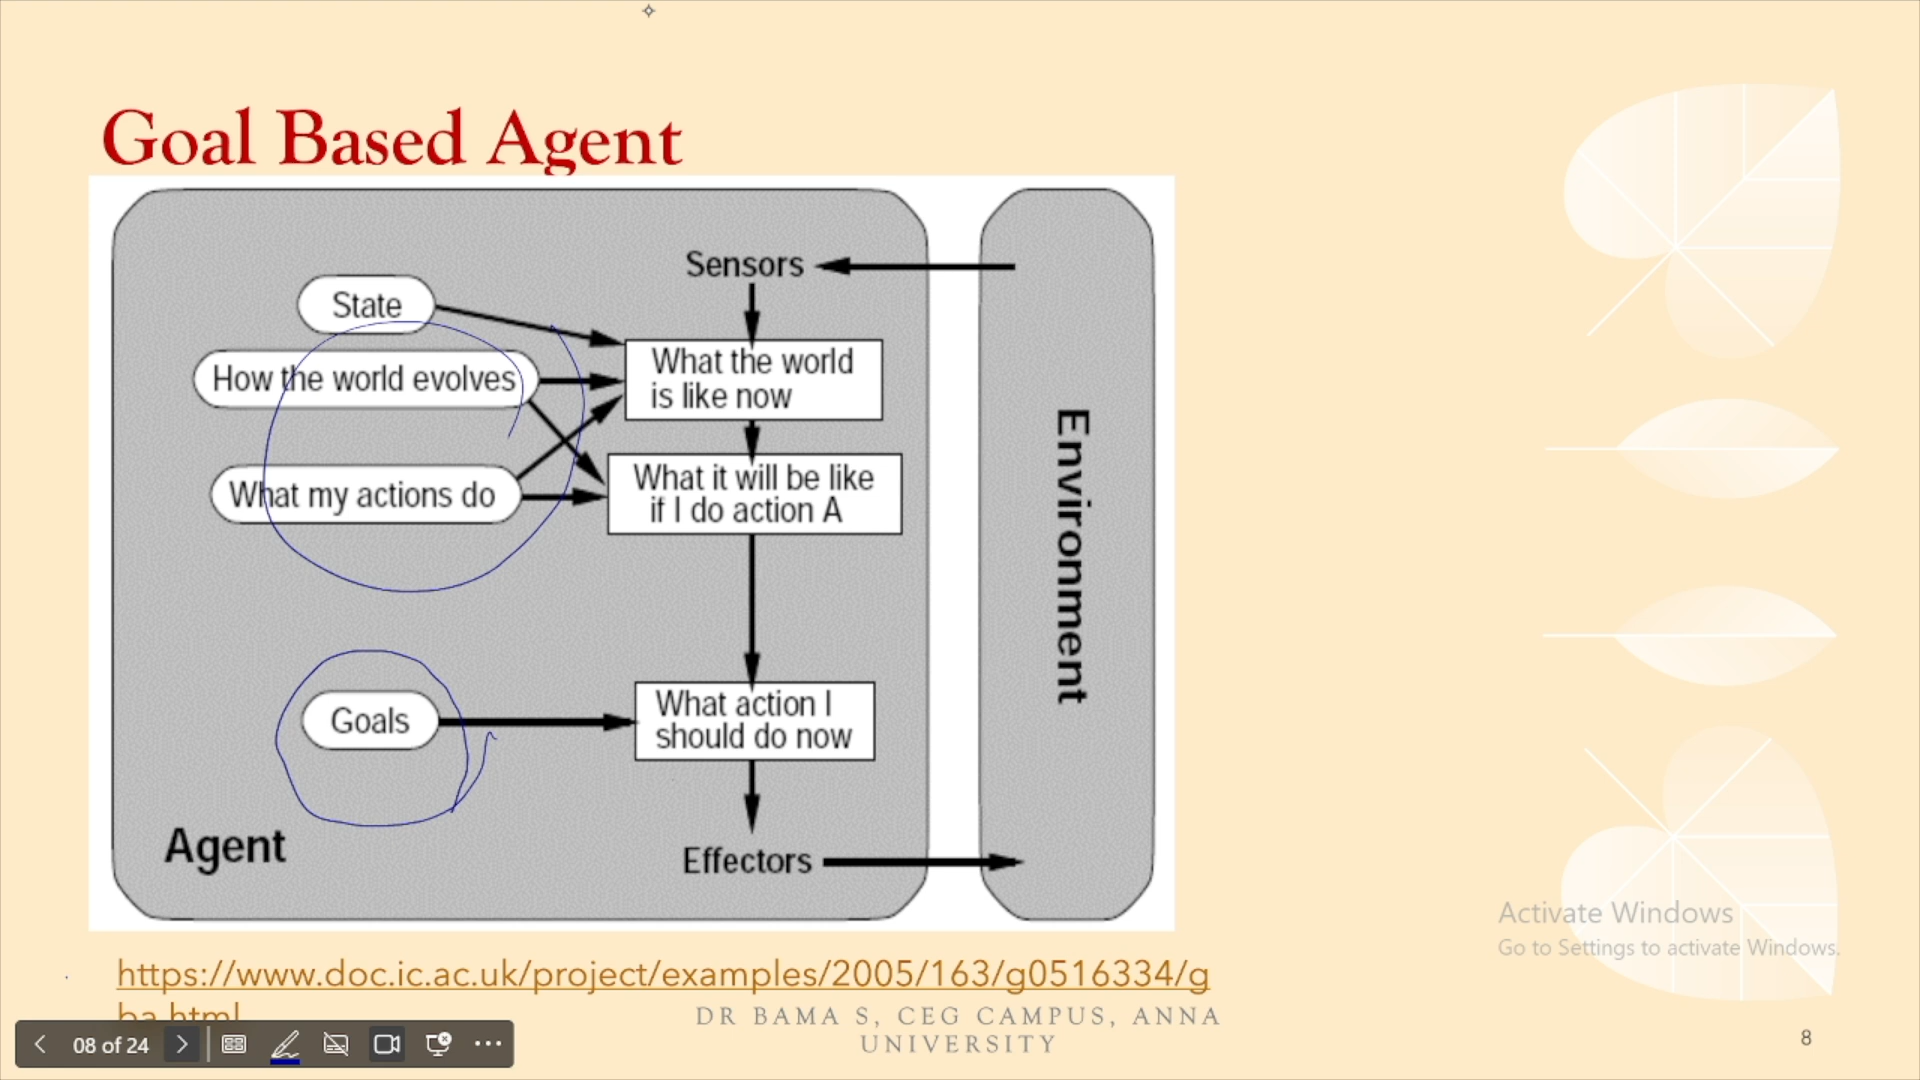 Goal Based Agent
Sensors
State
What the world
is like now
How the world evolves
What it will be like
if I do action A
What my actions do
Environment
Goals
What action I
should do now
Agent
Effectors
https://www.doc.ic.ac.uk/project/examples/2005/163/g0516334/g
ba.html
DR BAMA S, CEG CAMPUS, ANNA
UNIVERSITY
8
Activate Windows
Go to Settings to activate Windows.
08 of 24